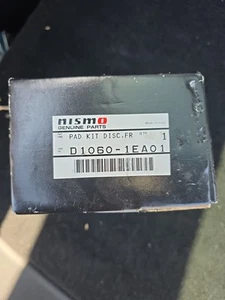 nismo
GENUINE PARTS
PAD KIT DISC,FR 1
D1060-1EA01